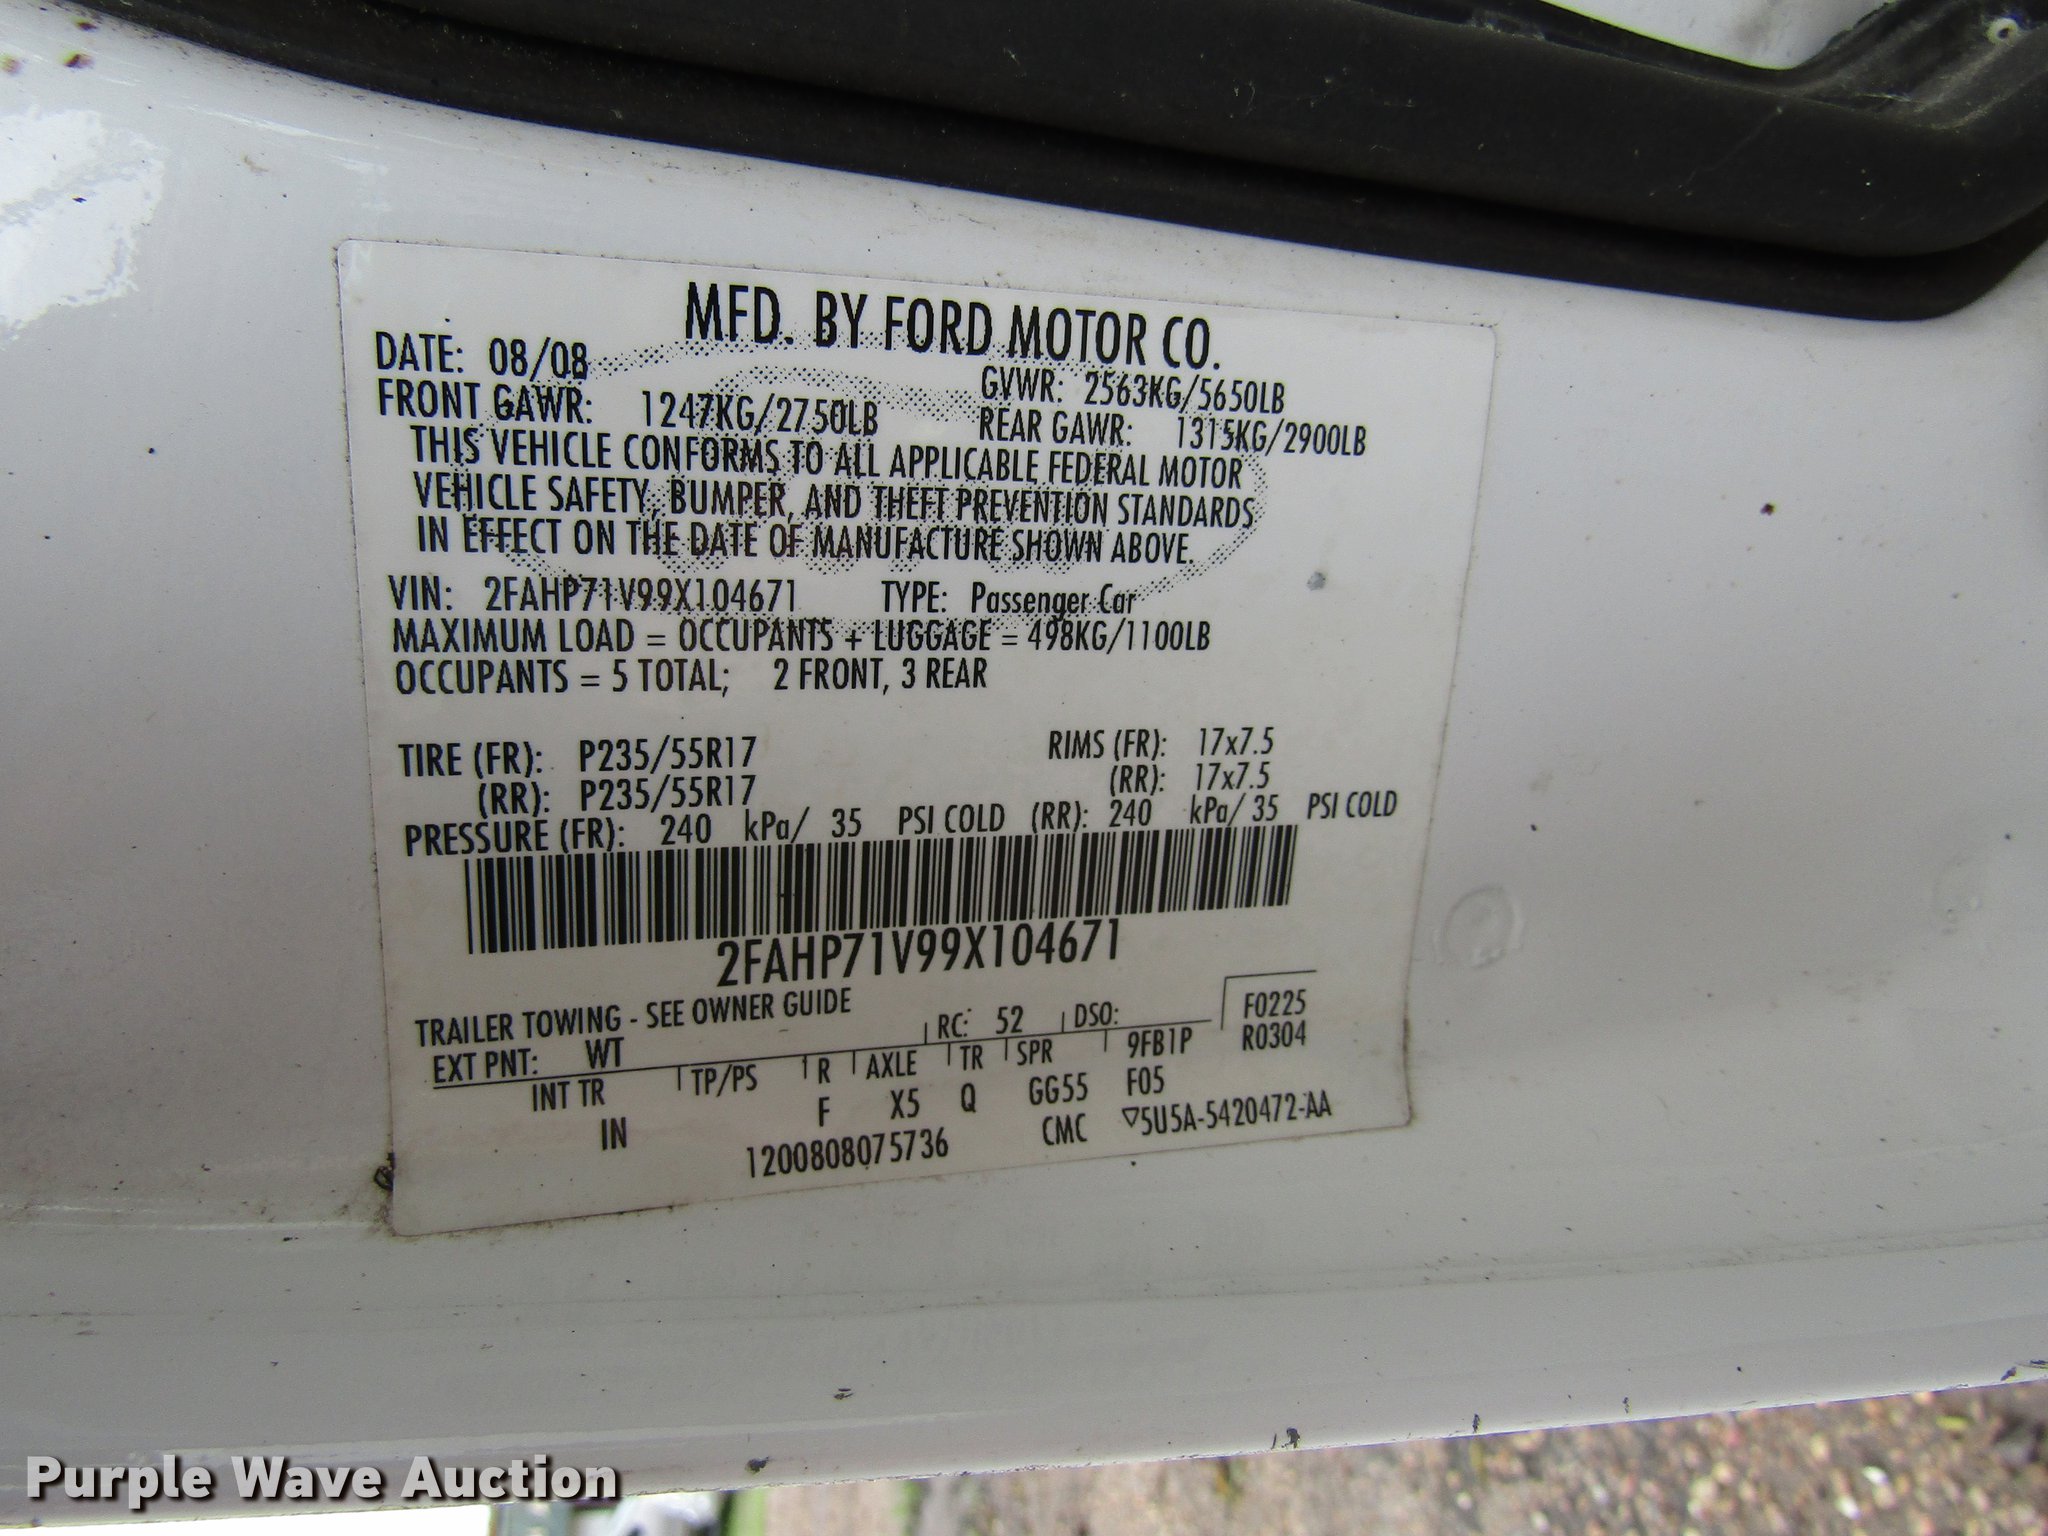 MFD. BY FORD MOTOR CO.
DATE: 08/08 GVWR: 2563KG/5650LB
FRONT GAWR: 1247KG/2750LB REAR GAWR: 1315KG/2900LB
THIS VEHICLE CONFORMS TO ALL APPLICABLE FEDERAL MOTOR
VEHICLE SAFETY, BUMPER, AND THEFT PREVENTION STANDARDS
IN EFFECT ON THE DATE OF MANUFACTURE SHOWN ABOVE.
VIN: 2FAHP71V99X104671 TYPE: Passenger Car
MAXIMUM LOAD = OCCUPANTS + LUGGAGE = 498KG/1100LB
OCCUPANTS = 5 TOTAL; 2 FRONT, 3 REAR
TIRE (FR): P235/55R17 RIMS (FR): 17x7.5
(RR): P235/55R17 (RR): 17x7.5
PRESSURE (FR): 240 kPa/ 35 PSI COLD (RR): 240 kPa/ 35 PSI COLD
2FAHP71V99X104671
TRAILER TOWING - SEE OWNER GUIDE
EXT PNT: WT RC: 52 DSO: F0225
INT TR TP/PS R AXLE TR SPR 9FB1P R0304
IN F X5 Q GG55 F05
1200808075736 CMC ▽5U5A-5420472-AA
Purple Wave Auction